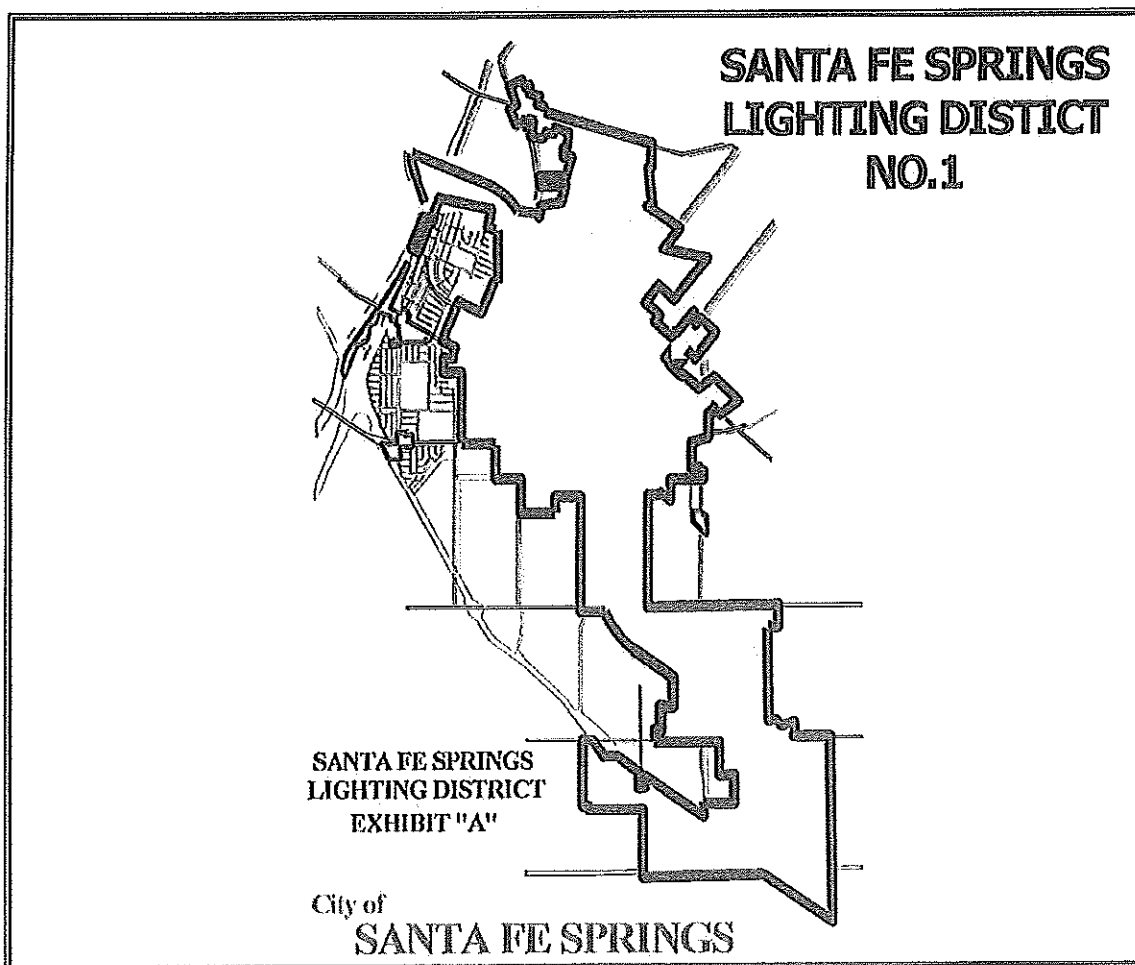 SANTA FE SPRINGS
LIGHTING DISTICT
NO.1
SANTA FE SPRINGS
LIGHTING DISTRICT
EXHIBIT "A"
City of
SANTA FE SPRINGS